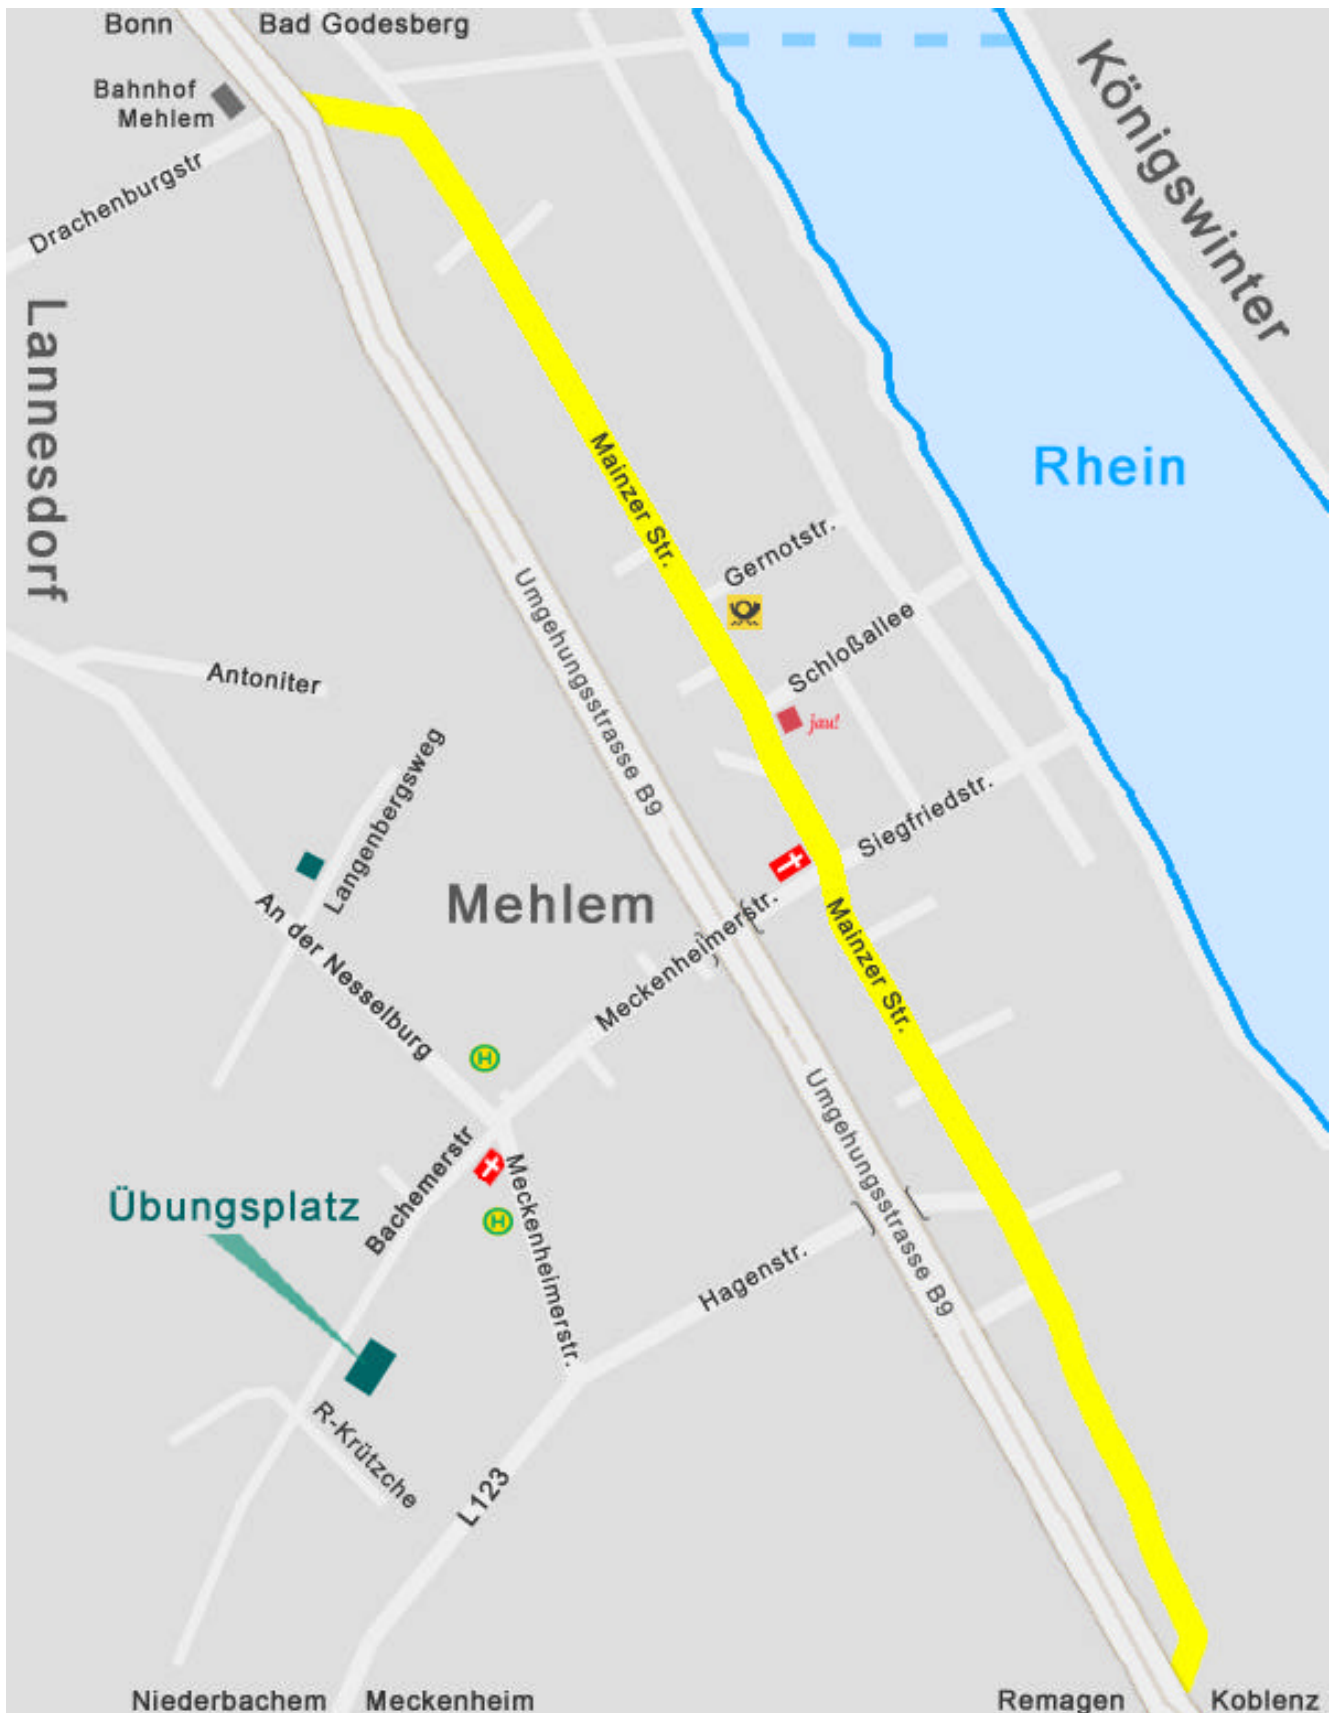 Bonn
Bad Godesberg
Bahnhof
Mehlem
Königswinter
Drachenburgstr
Lannesdorf
Rhein
Mainzer Str.
Gernotstr.
Umgehungsstrasse B9
Schloßallee
Antoniter
jau!
Langenbergsweg
Siegfriedstr.
Mehlem
An der Nesselburg
Meckenheimerstr.
Mainzer Str.
H
Umgehungsstrasse B9
Bachemerstr
Meckenheimerstr.
Übungsplatz
H
Hagenstr.
R-Krützche
L123
Niederbachem
Meckenheim
Remagen
Koblenz